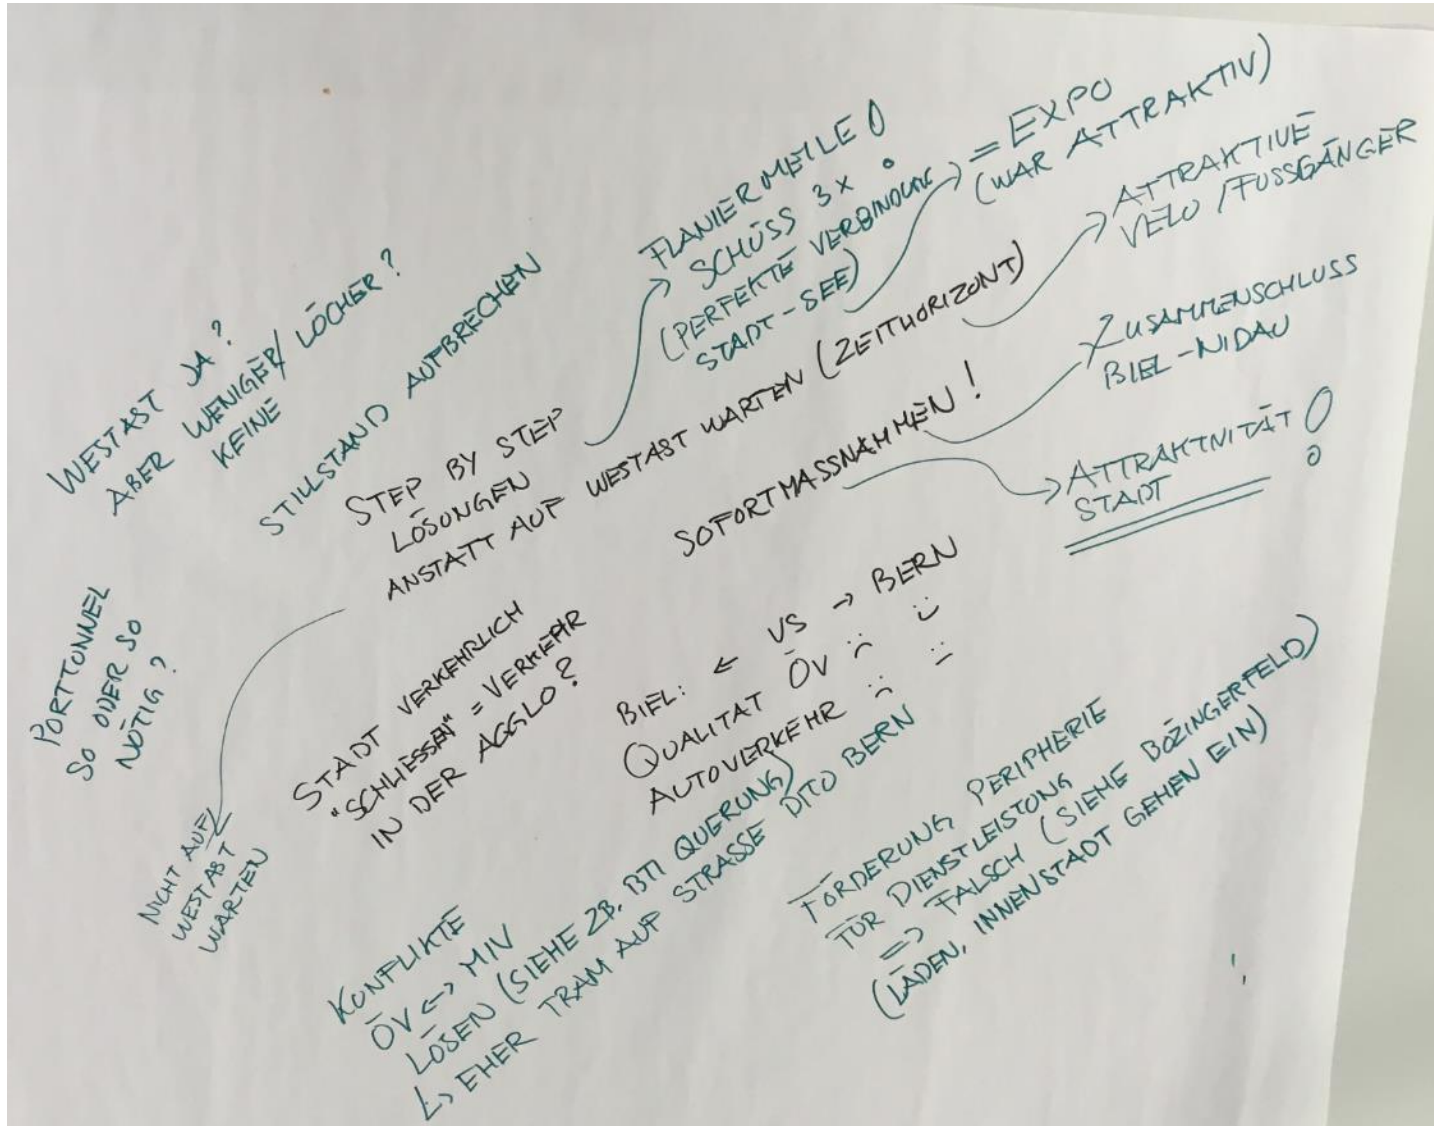 WESTAST JA?
ABER WENIGER/ LÖCHER?
KEINE
STILLSTAND AUFBRECHEN
STEP BY STEP
LÖSUNGEN
ANSTATT AUF WESTAST WARTEN (ZEITHORIZONT)
FLANIERMEILE!
SCHÜSS 3X
(PERFEKTE VERBINDUNG
STADT-SEE)
= EXPO
(WAR ATTRAKTIV)
ATTRAKTIVE
VELO / FUSSGÄNGER
SOFORTMASSNAMMEN!
ZUSAMMENSCHLUSS
BIEL-NIDAU
ATTRAKTIVITÄT!
STADT
PORTTUNNEL
SO ODER SO
NÖTIG?
NICHT AUF
WESTAST
WARTEN
STADT VERKEHRLICH
"SCHLIESSEN" = VERKEHR
IN DER AGGLO?
BIEL: ← VS → BERN
QUALITÄT ÖV :( :)
AUTOVERKEHR :( :|
KONFLIKTE
ÖV <-> MIV
LÖSEN (SIEHE ZB. BTI QUERUNG)
↳ EHER TRAM AUF STRASSE DITO BERN
FÖRDERUNG PERIPHERIE
FÜR DIENSTLEISTUNG
=> FALSCH (SIEHE BÖZINGERFELD)
(LÄDEN, INNENSTADT GEHEN EIN)